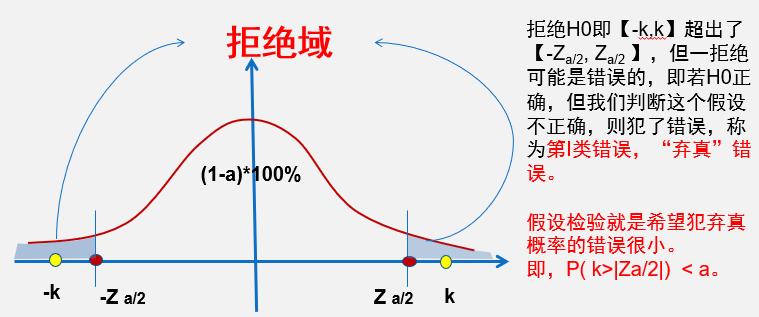 拒绝域
(1-a)*100%
-k
-Z a/2
Z a/2
k
拒绝H0即【-k,k】超出了
【-Za/2, Za/2 】，但一拒绝
可能是错误的，即若H0正
确，但我们判断这个假设
不正确，则犯了错误，称
为第I类错误，“弃真”错
误。
假设检验就是希望犯弃真
概率的错误很小。
即，P( k>|Za/2|) < a。